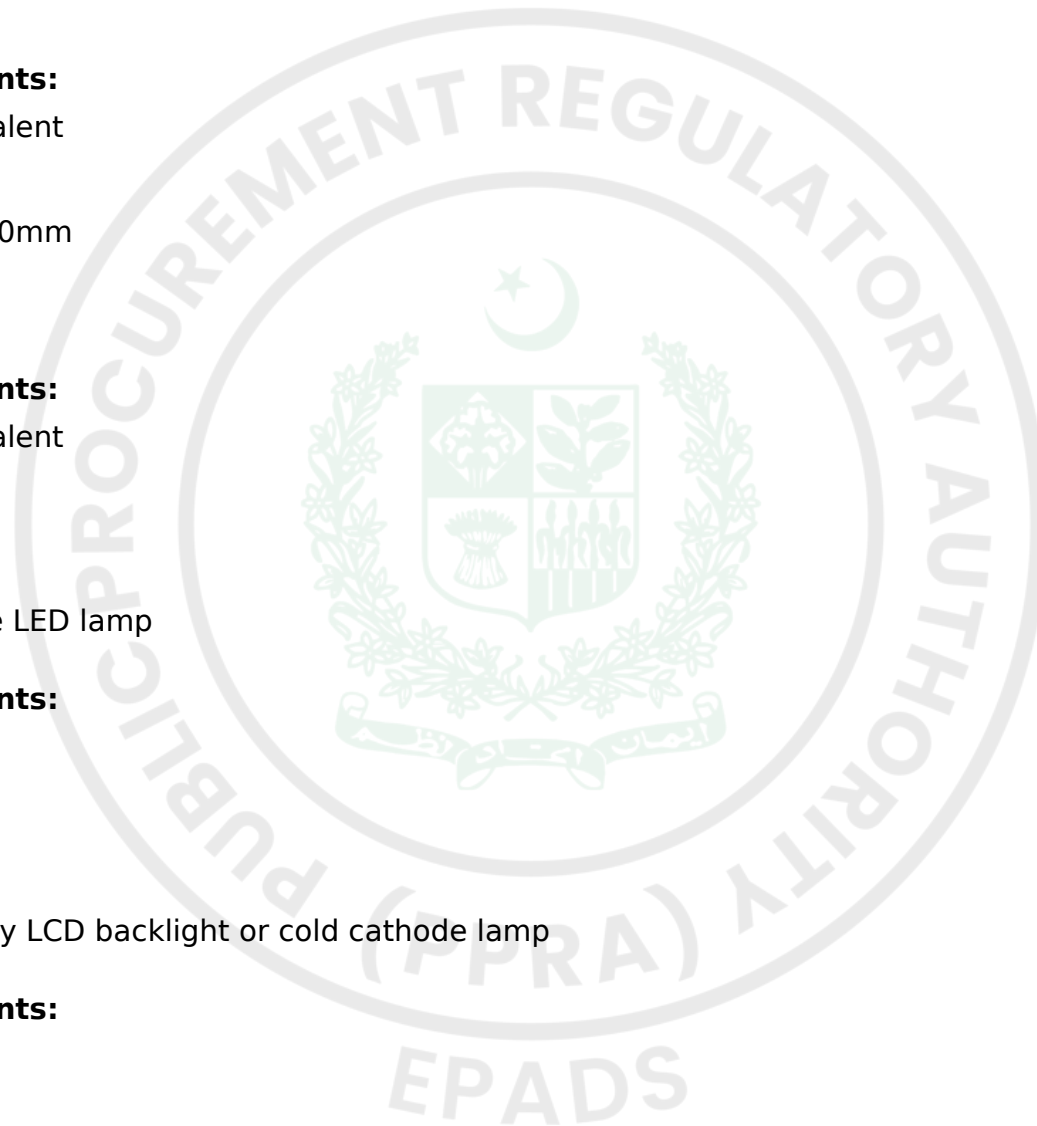 nts:
alent
0mm
nts:
alent
e LED lamp
nts:
y LCD backlight or cold cathode lamp
nts:
PUBLIC PROCUREMENT REGULATORY AUTHORITY
(PPRA)
EPADS